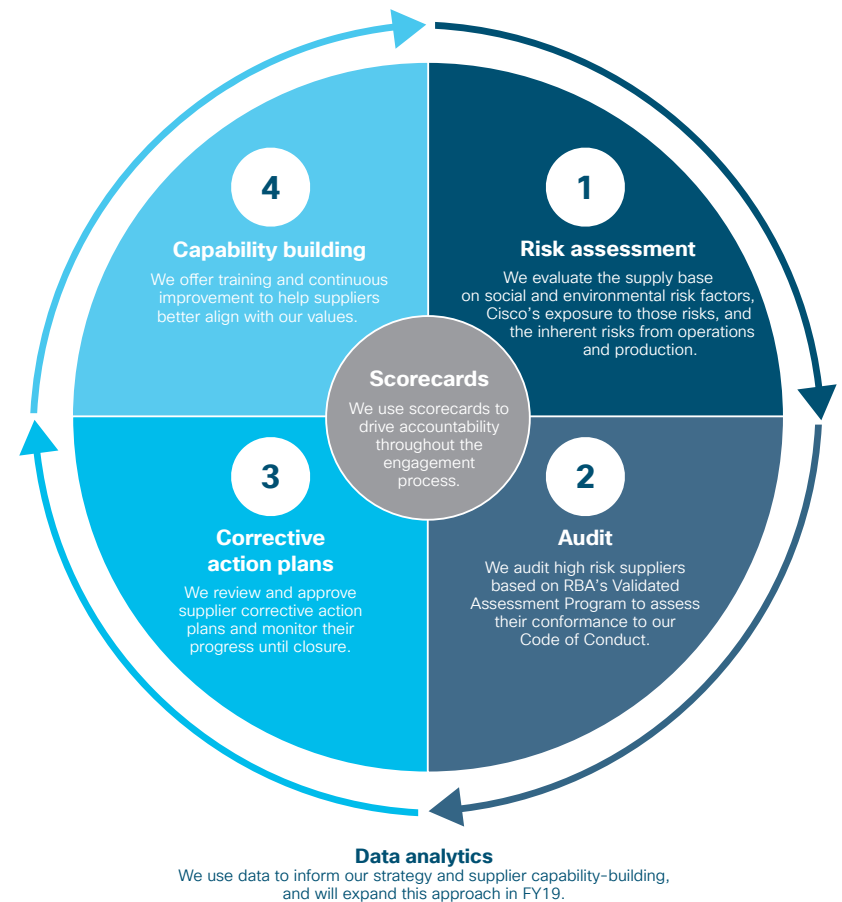 1
Risk assessment
We evaluate the supply base
on social and environmental risk factors,
Cisco's exposure to those risks, and
the inherent risks from operations
and production.
2
Audit
We audit high risk suppliers
based on RBA's Validated
Assessment Program to assess
their conformance to our
Code of Conduct.
3
Corrective
action plans
We review and approve
supplier corrective action
plans and monitor their
progress until closure.
4
Capability building
We offer training and continuous
improvement to help suppliers
better align with our values.
Scorecards
We use scorecards to
drive accountability
throughout the
engagement
process.
Data analytics
We use data to inform our strategy and supplier capability-building,
and will expand this approach in FY19.